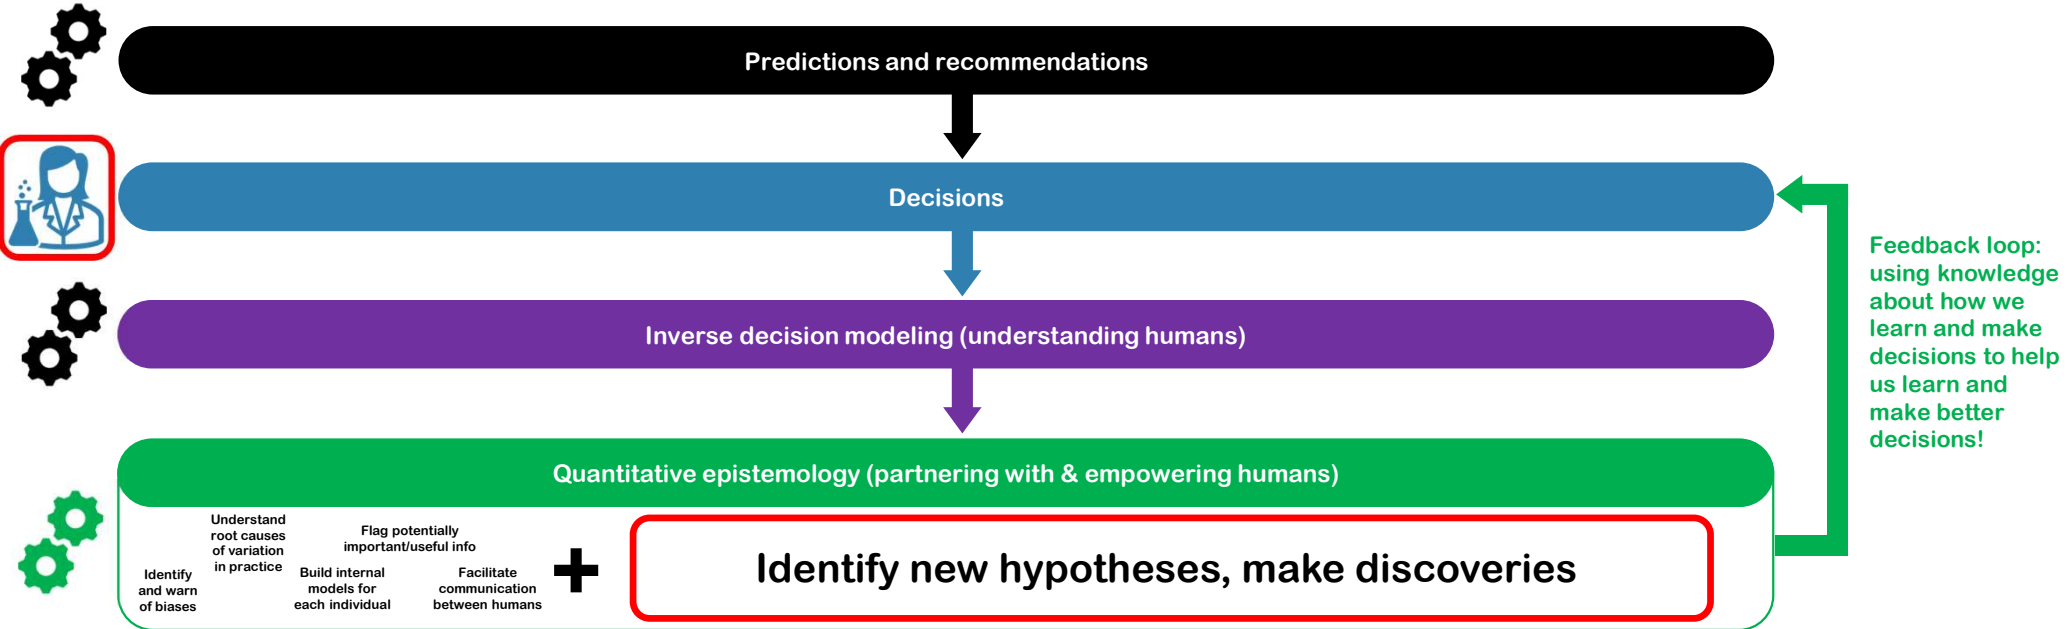 Predictions and recommendations
Decisions
Inverse decision modeling (understanding humans)
Quantitative epistemology (partnering with & empowering humans)
Identify
and warn
of biases
Understand
root causes
of variation
in practice
Flag potentially
important/useful info
Build internal
models for
each individual
Facilitate
communication
between humans
+
Identify new hypotheses, make discoveries
Feedback loop:
using knowledge
about how we
learn and make
decisions to help
us learn and
make better
decisions!